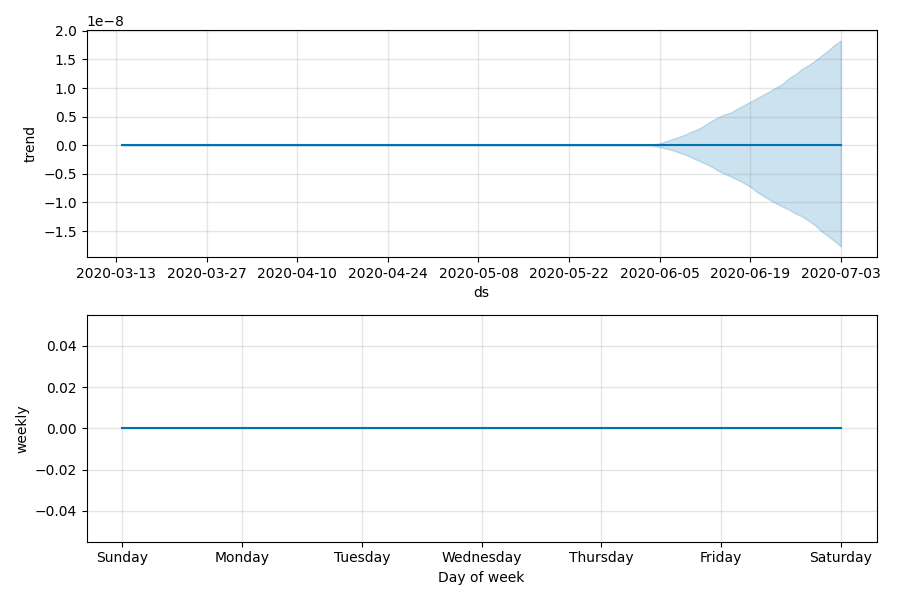 1e−8
2.0
1.5
1.0
0.5
0.0
−0.5
−1.0
−1.5
trend
2020-03-13 2020-03-27 2020-04-10 2020-04-24 2020-05-08 2020-05-22 2020-06-05 2020-06-19 2020-07-03
ds
0.04
0.02
0.00
−0.02
−0.04
weekly
Sunday Monday Tuesday Wednesday Thursday Friday Saturday
Day of week